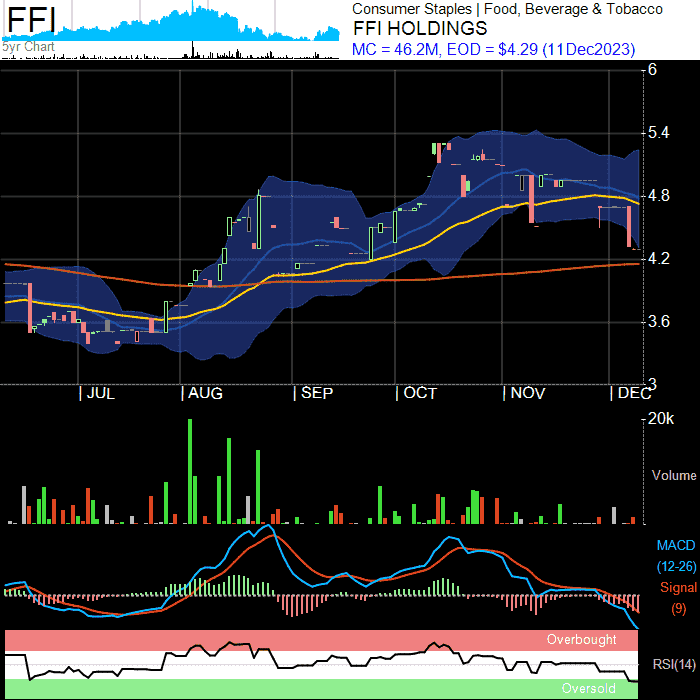 FFI
5yr Chart
Consumer Staples | Food, Beverage & Tobacco
FFI HOLDINGS
MC = 46.2M, EOD = $4.29 (11Dec2023)
6
5.4
4.8
4.2
3.6
3
| JUL | AUG | SEP | OCT | NOV | DEC
20k
Volume
MACD
(12-26)
Signal
(9)
Overbought
RSI(14)
Oversold